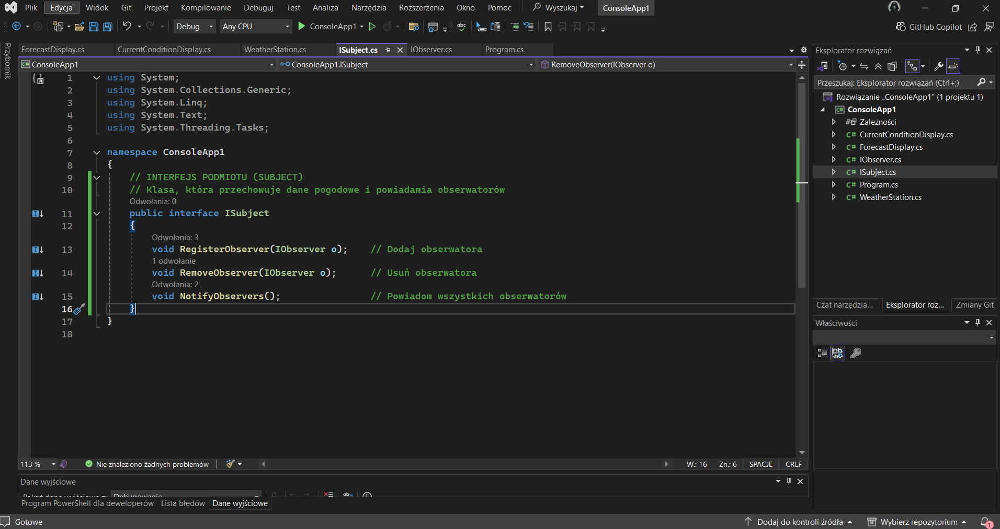 Plik Edycja Widok Git Projekt Kompilowanie Debuguj Test Analiza Narzędzia Rozszerzenia Okno Pomoc Wyszukaj ConsoleApp1
Debug Any CPU ConsoleApp1 GitHub Copilot
Przybornik
ForecastDisplay.cs CurrentConditionDisplay.cs WeatherStation.cs ISubject.cs IObserver.cs Program.cs
ConsoleApp1 ConsoleApp1.ISubject RemoveObserver(IObserver o)
1 using System;
2 using System.Collections.Generic;
3 using System.Linq;
4 using System.Text;
5 using System.Threading.Tasks;
6
7 namespace ConsoleApp1
8 {
9 // INTERFEJS PODMIOTU (SUBJECT)
10 // Klasa, która przechowuje dane pogodowe i powiadamia obserwatorów
Odwołania: 0
11 public interface ISubject
12 {
Odwołania: 3
13 void RegisterObserver(IObserver o); // Dodaj obserwatora
1 odwołanie
14 void RemoveObserver(IObserver o); // Usuń obserwatora
Odwołania: 2
15 void NotifyObservers(); // Powiadom wszystkich obserwatorów
16 }
17 }
18
113 % Nie znaleziono żadnych problemów W.: 16 Zn.: 6 SPACJE CRLF
Dane wyjściowe
Debugowanie
Program PowerShell dla deweloperów Lista błędów Dane wyjściowe
Eksplorator rozwiązań
Przeszukaj: Eksplorator rozwiązań (Ctrl+;)
Rozwiązanie „ConsoleApp1” (1 projektu 1)
ConsoleApp1
Zależności
C# CurrentConditionDisplay.cs
C# ForecastDisplay.cs
C# IObserver.cs
C# ISubject.cs
C# Program.cs
C# WeatherStation.cs
Czat narzędzia... Eksplorator roz... Zmiany Git
Właściwości
Gotowe Dodaj do kontroli źródła Wybierz repozytorium 1